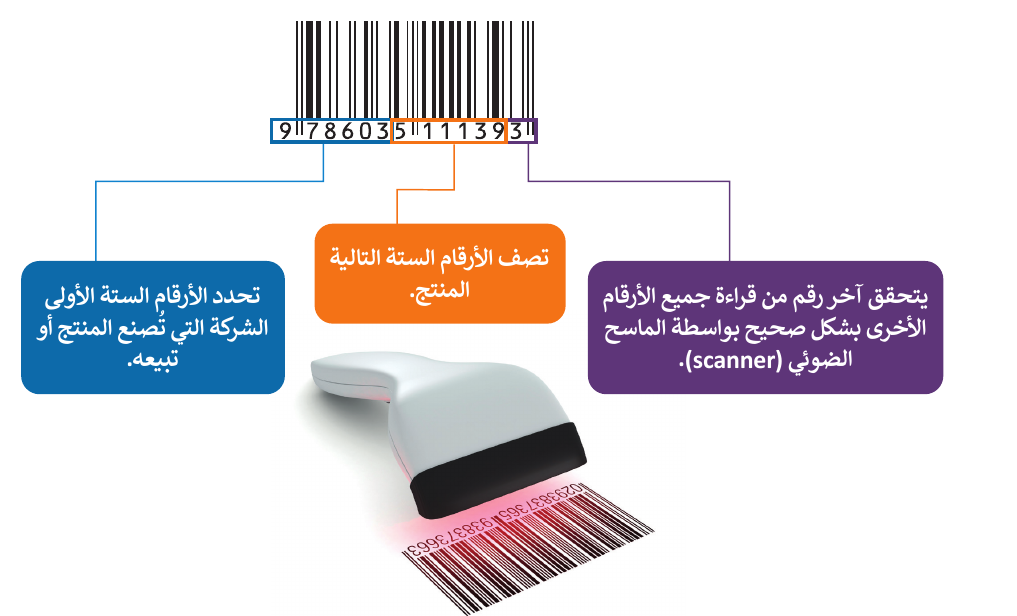 9 786035 111393
تحدد الأرقام الستة الأولى
الشركة التي تُصنع المنتج أو
تبيعه.
تصف الأرقام الستة التالية
المنتج.
يتحقق آخر رقم من قراءة جميع الأرقام
الأخرى بشكل صحيح بواسطة الماسح
الضوئي (scanner).